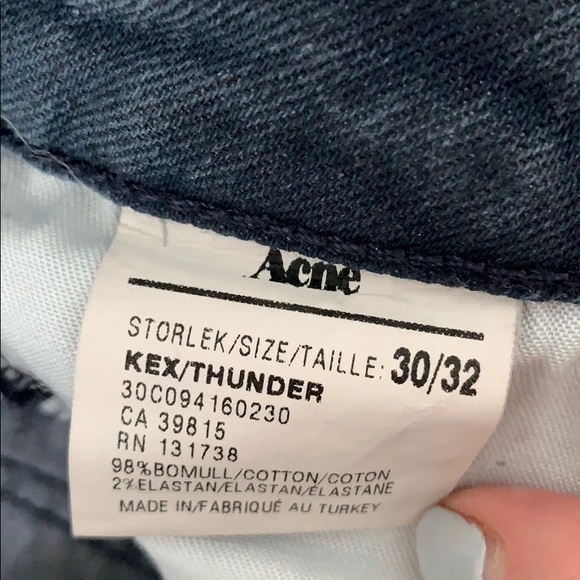 Acne
STORLEK/SIZE/TAILLE: 30/32
KEX/THUNDER
30C094160230
CA 39815
RN 131738
98%BOMULL/COTTON/COTON
2%ELASTAN/ELASTAN/ÉLASTANE
MADE IN/FABRIQUÉ AU TURKEY